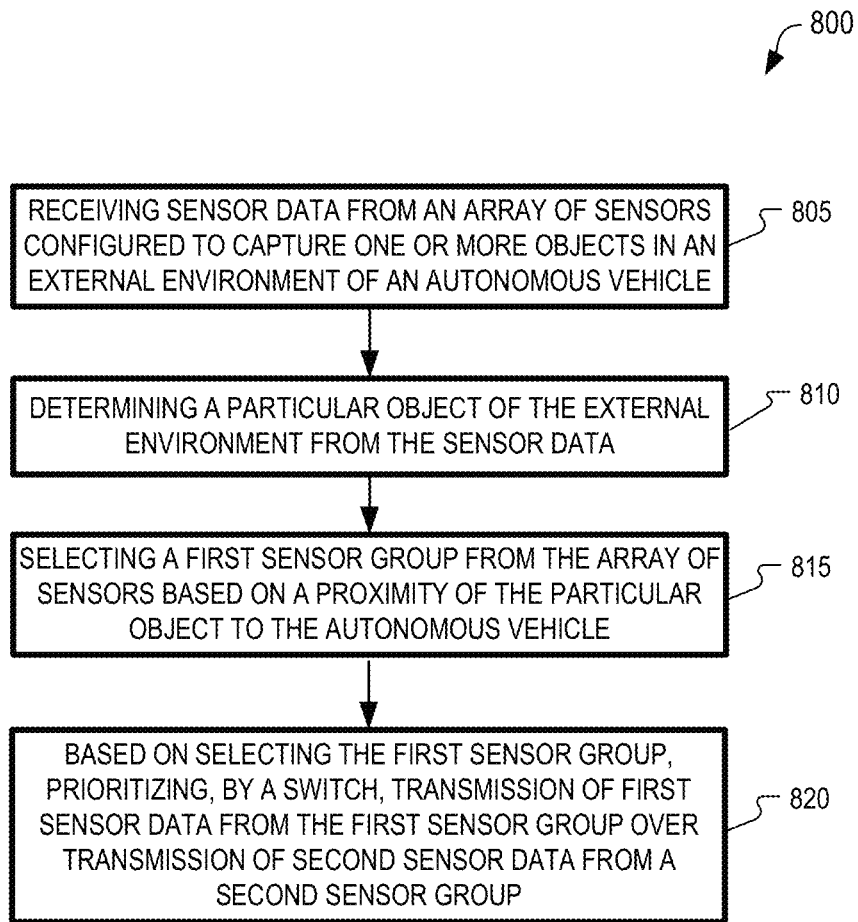 800
RECEIVING SENSOR DATA FROM AN ARRAY OF SENSORS
CONFIGURED TO CAPTURE ONE OR MORE OBJECTS IN AN
EXTERNAL ENVIRONMENT OF AN AUTONOMOUS VEHICLE
805
DETERMINING A PARTICULAR OBJECT OF THE EXTERNAL
ENVIRONMENT FROM THE SENSOR DATA
810
SELECTING A FIRST SENSOR GROUP FROM THE ARRAY OF
SENSORS BASED ON A PROXIMITY OF THE PARTICULAR
OBJECT TO THE AUTONOMOUS VEHICLE
815
BASED ON SELECTING THE FIRST SENSOR GROUP,
PRIORITIZING, BY A SWITCH, TRANSMISSION OF FIRST
SENSOR DATA FROM THE FIRST SENSOR GROUP OVER
TRANSMISSION OF SECOND SENSOR DATA FROM A
SECOND SENSOR GROUP
820